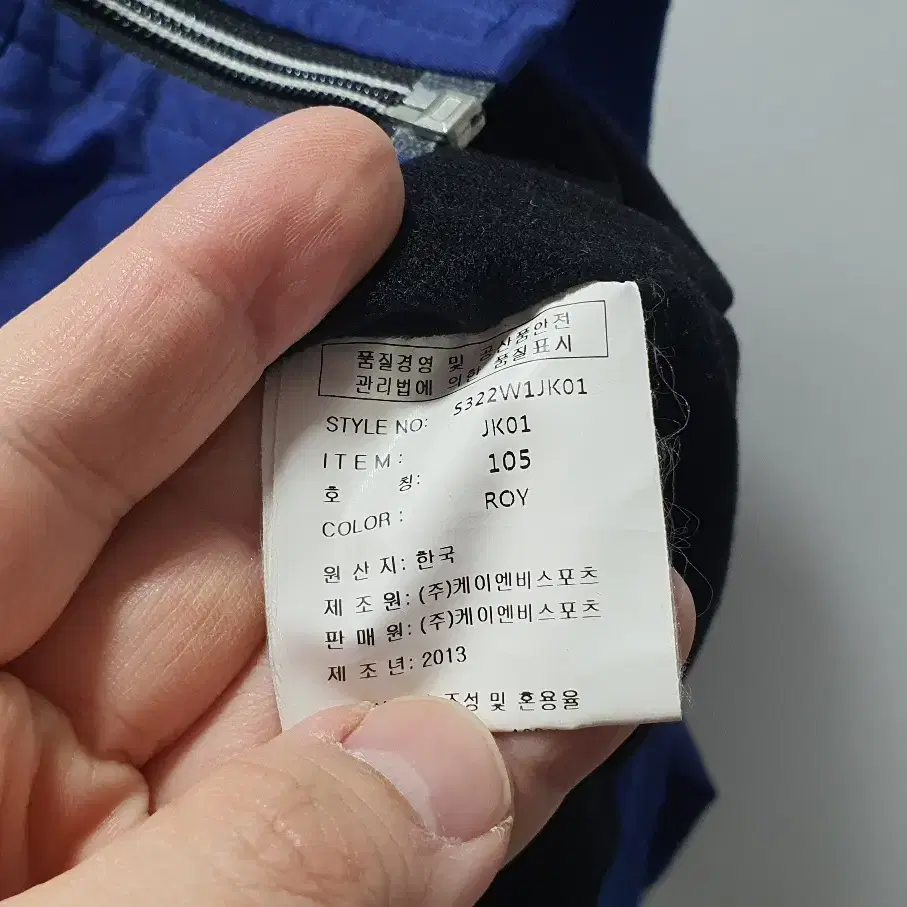 품질경영 및 공산품안전
관리법에 의한 품질표시
STYLE NO: S322W1JK01
ITEM: JK01
호 칭: 105
COLOR: ROY
원 산 지: 한국
제 조 원: (주)케이엔비스포츠
판 매 원: (주)케이엔비스포츠
제 조 년: 2013
조성 및 혼용율